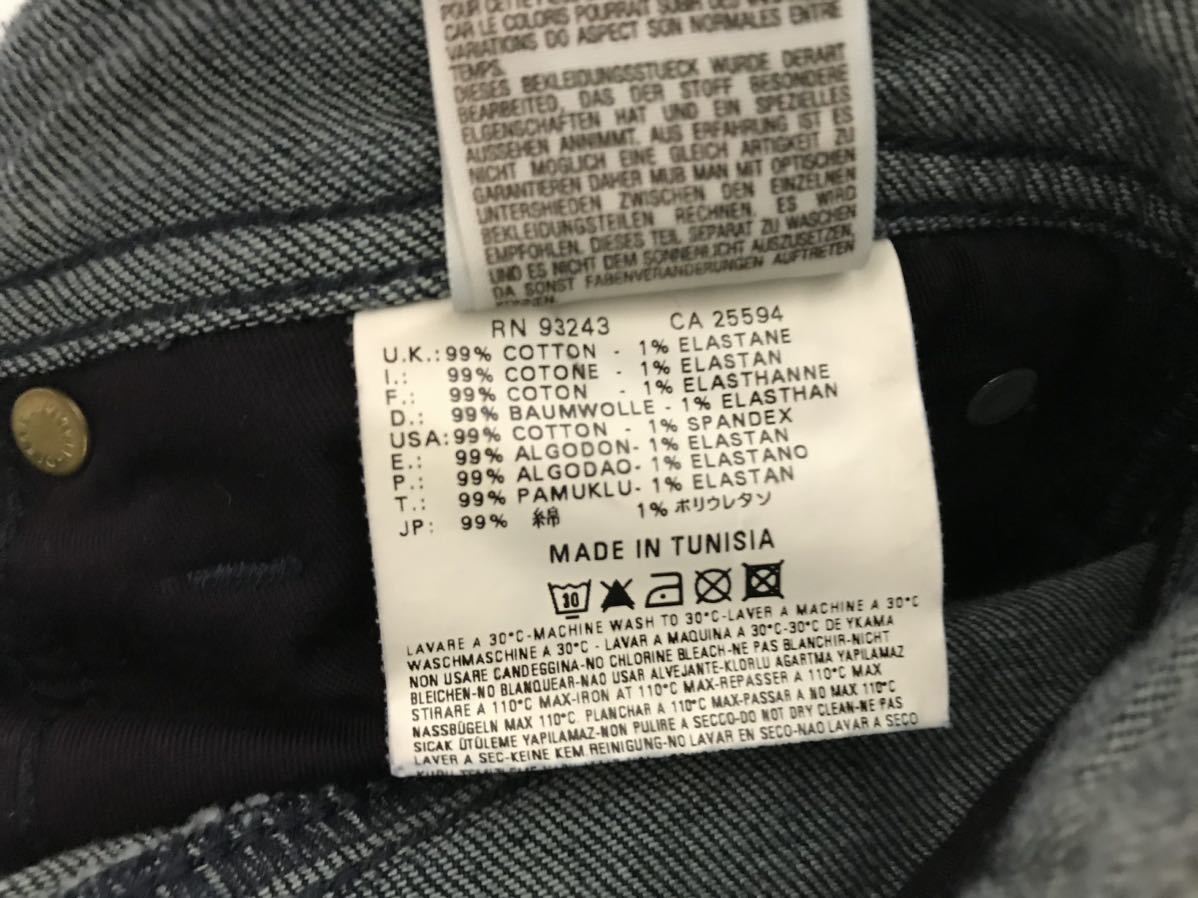 POUR CETTE
CAR LE COLORIS POURRAIT SUBIR DES
VARIATIONS DO ASPECT SON NORMALES ENTRE
TEMPS.
DIESES BEKLEIDUNGSSTUECK WURDE DERART
BEARBEITED, DAS DER STOFF BESONDERE
EIGENSCHAFTEN HAT UND EIN SPEZIELLES
AUSSEHEN ANNIMMT. AUS ERFAHRUNG IST ES
NICHT MOGLICH EINE GLEICH ARTIGKEIT ZU
GARANTIEREN DAHER MUB MAN MIT OPTISCHEN
UNTERSHIEDEN ZWISCHEN DEN EINZELNEN
BEKLEIDUNGSTEILEN RECHNEN. ES WIRD
EMPFOHLEN, DIESES TEIL SEPARAT ZU WASCHEN
UND ES NICHT DEM SONNENRLICHT AUSZUSETZEN,
DA SONST FABENVERANDERUNGEN AUFTRETEN
KONNEN.
RN 93243 CA 25594
U.K.: 99% COTTON - 1% ELASTANE
I.: 99% COTONE - 1% ELASTAN
F.: 99% COTON - 1% ELASTHANNE
D.: 99% BAUMWOLLE - 1% ELASTHAN
USA: 99% COTTON - 1% SPANDEX
E.: 99% ALGODON- 1% ELASTAN
P.: 99% ALGODAO- 1% ELASTANO
T.: 99% PAMUKLU- 1% ELASTAN
JP: 99% 綿 1% ポリウレタン
MADE IN TUNISIA
30
LAVARE A 30°C-MACHINE WASH TO 30°C-LAVER A MACHINE A 30°C
WASCHMASCHINE A 30°C - LAVAR A MAQUINA A 30°C-30°C DE YKAMA
NON USARE CANDEGGINA-NO CHLORINE BLEACH-NE PAS BLANCHIR-NICHT
BLEICHEN-NO BLANQUEAR-NAO USAR ALVEJANTE-KLORLU AGARTMA YAPILAMAZ
STIRARE A 110°C MAX-IRON AT 110°C MAX-REPASSER A 110°C MAX
NASSBÜGELN MAX 110°C. PLANCHAR A 110°C MAX-PASSAR A NO MAX 110°C
SICAK ÜTÜLEME YAPILAMAZ-NON PULIRE A SECCO-DO NOT DRY CLEAN-NE PAS
LAVER A SEC-KEINE KEM.REINIGUNG-NO LAVAR EN SECO-NAO LAVAR A SECO